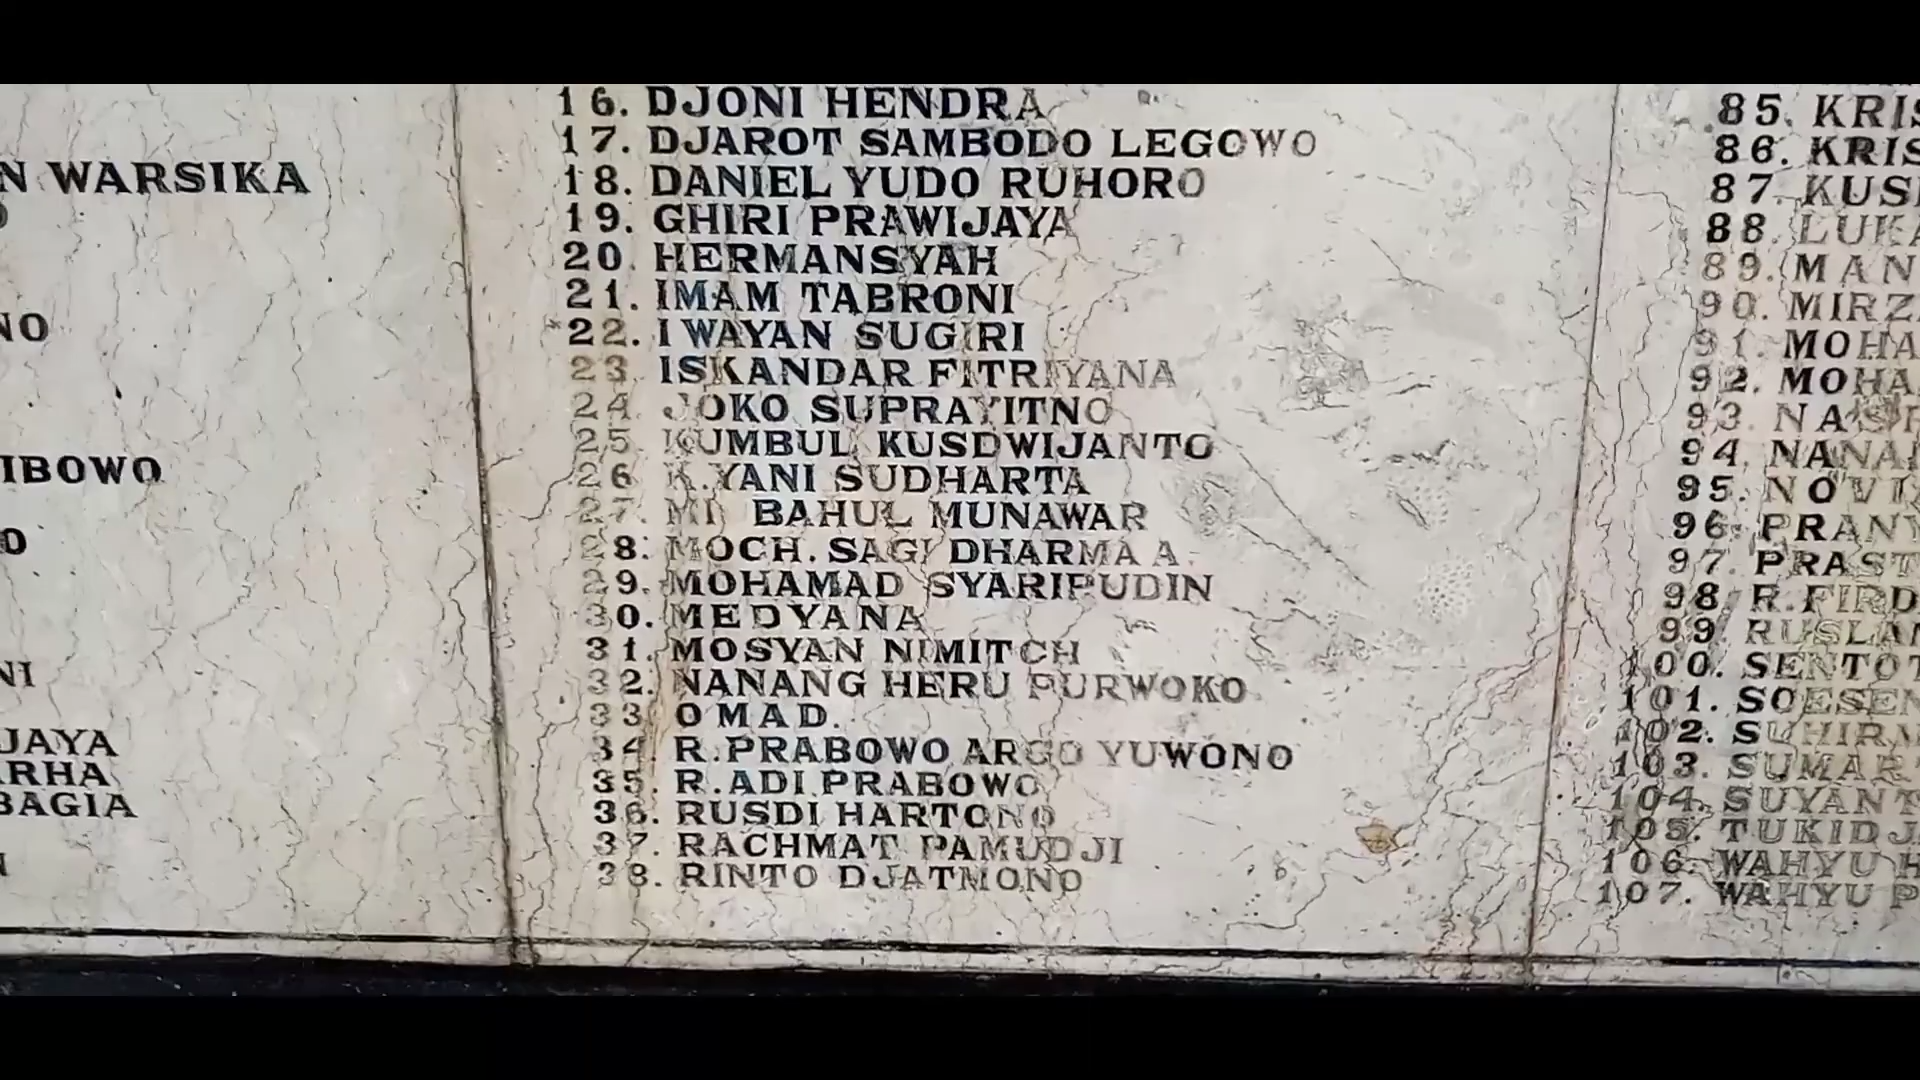 N WARSIKA
O
NO
IBOWO
O
NI
JAYA
ARHA
BAGIA
16. DJONI HENDRA
17. DJAROT SAMBODO LEGOWO
18. DANIEL YUDO RUHORO
19. GHIRI PRAWIJAYA
20. HERMANSYAH
21. IMAM TABRONI
22. I WAYAN SUGIRI
23. ISKANDAR FITRIYANA
24. JOKO SUPRAYITNO
25. KUMBUL KUSDWIJANTO
26. K.YANI SUDHARTA
27. BAHUL MUNAWAR
28. MOCH. SAGI DHARMA A.
29. MOHAMAD SYARIPUDIN
30. MEDYANA
31. MOSYAN NIMITCH
32. NANANG HERU PURWOKO
33. OMAD.
34. R.PRABOWO ARGO YUWONO
35. R.ADI PRABOWO
36. RUSDI HARTONO
37. RACHMAT PAMUDJI
38. RINTO DJATMONO
85. KRIS
86. KRIS
87. KUS
88. LUKA
89. MAN
90. MIRZ
91. MOHA
92. MOHA
93. NASR
94. NANA
95. NOVI
96. PRAN
97. PRAST
98. R.FIRD
99. RUSLA
100. SENTOT
101. SOESEN
102. SUHIRM
103. SUMAR
104. SUYANT
105. TUKIDJ
106. WAHYU H
107. WAHYU P